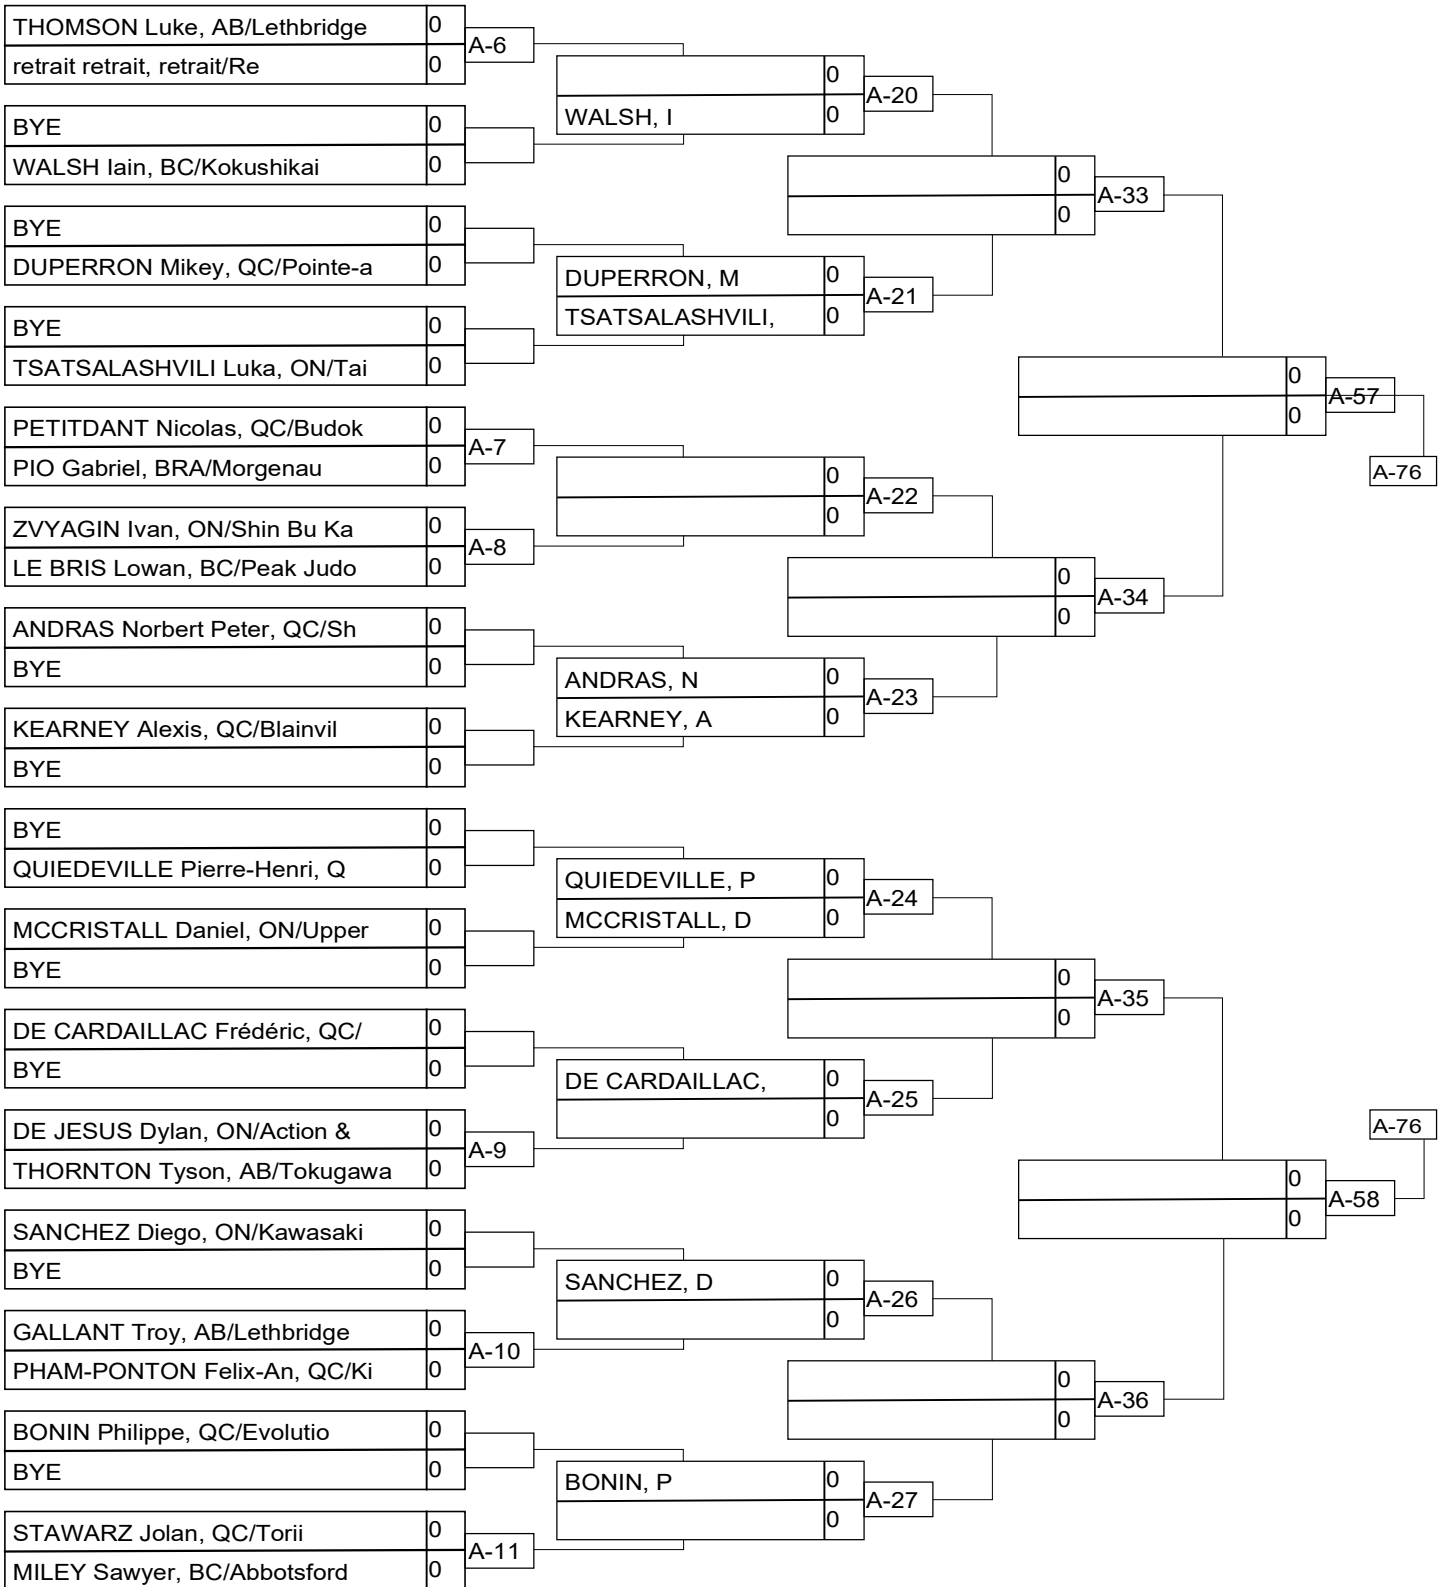 THOMSON Luke, AB/Lethbridge 0
retrait retrait, retrait/Re 0
A-6
BYE 0
WALSH Iain, BC/Kokushikai 0
BYE 0
DUPERRON Mikey, QC/Pointe-a 0
BYE 0
TSATSALASHVILI Luka, ON/Tai 0
PETITDANT Nicolas, QC/Budok 0
PIO Gabriel, BRA/Morgenau 0
A-7
ZVYAGIN Ivan, ON/Shin Bu Ka 0
LE BRIS Lowan, BC/Peak Judo 0
A-8
ANDRAS Norbert Peter, QC/Sh 0
BYE 0
KEARNEY Alexis, QC/Blainvil 0
BYE 0
BYE 0
QUIEDEVILLE Pierre-Henri, Q 0
MCCRISTALL Daniel, ON/Upper 0
BYE 0
DE CARDAILLAC Frédéric, QC/ 0
BYE 0
DE JESUS Dylan, ON/Action & 0
THORNTON Tyson, AB/Tokugawa 0
A-9
SANCHEZ Diego, ON/Kawasaki 0
BYE 0
GALLANT Troy, AB/Lethbridge 0
PHAM-PONTON Felix-An, QC/Ki 0
A-10
BONIN Philippe, QC/Evolutio 0
BYE 0
STAWARZ Jolan, QC/Torii 0
MILEY Sawyer, BC/Abbotsford 0
A-11
0
WALSH, I 0
A-20
DUPERRON, M 0
TSATSALASHVILI, 0
A-21
0
0
A-22
ANDRAS, N 0
KEARNEY, A 0
A-23
QUIEDEVILLE, P 0
MCCRISTALL, D 0
A-24
DE CARDAILLAC, 0
0
A-25
SANCHEZ, D 0
0
A-26
BONIN, P 0
0
A-27
0
0
A-33
0
0
A-34
0
0
A-35
0
0
A-36
0
0
A-57
A-76
A-76
0
0
A-58